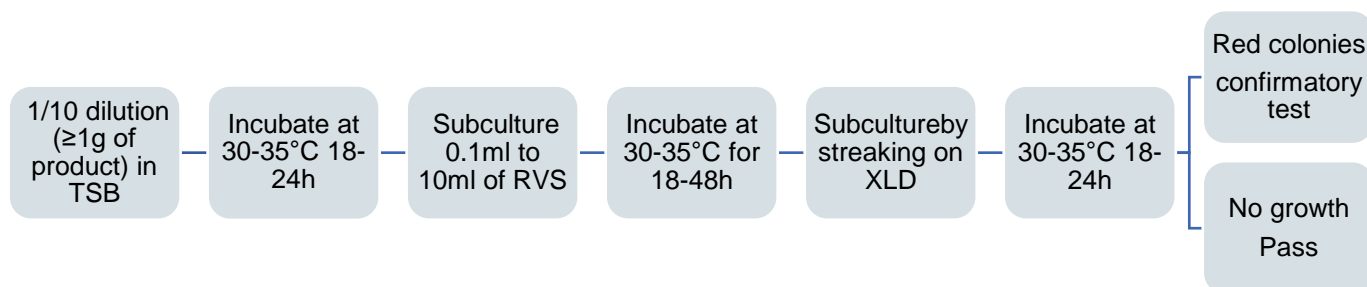 1/10 dilution
(≥1g of
product) in
TSB
Incubate at
30-35°C 18-
24h
Subculture
0.1ml to
10ml of RVS
Incubate at
30-35°C for
18-48h
Subcultureby
streaking on
XLD
Incubate at
30-35°C 18-
24h
Red colonies
confirmatory
test
No growth
Pass